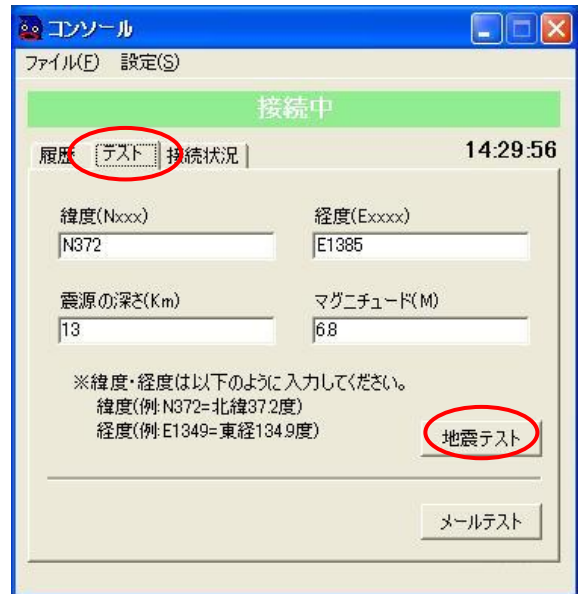 コンソール
ファイル(F) 設定(S)
接続中
履歴 テスト 接続状況 14:29:56
緯度(Nxxx) 経度(Exxxx)
N372 E1385
震源の深さ(Km) マグニチュード(M)
13 6.8
※緯度・経度は以下のように入力してください。
緯度(例:N372=北緯37.2度)
経度(例:E1349=東経134.9度)
地震テスト
メールテスト